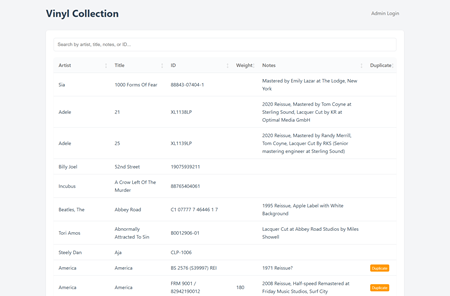 Vinyl Collection
Admin Login
Search by artist, title, notes, or ID...
Artist Title ID Weight Notes Duplicate
Sia 1000 Forms Of Fear 88843-07404-1 Mastered by Emily Lazar at The Lodge, New
York
Adele 21 XL1138LP 2020 Reissue, Mastered by Tom Coyne at
Sterling Sound, Lacquer Cut by KR at
Optimal Media GmbH
Adele 25 XL1139LP 2020 Reissue, Mastered by Randy Merrill,
Tom Coyne, Lacquer Cut By RKS (Senior
mastering engineer at Sterling Sound)
Billy Joel 52nd Street 19075939211
Incubus A Crow Left Of The
Murder 88765404061
Beatles, The Abbey Road C1 07777 7 46446 1 7 1995 Reissue, Apple Label with White
Background
Tori Amos Abnormally
Attracted To Sin B0012906-01 Lacquer Cut at Abbey Road Studios by Miles
Showell
Steely Dan Aja CLP-1006
America America BS 2576 (S39997) RE1 1971 Reissue? Duplicate
America America FRM 9001 /
82942190012 180 2008 Reissue, Half-speed Remastered at
Friday Music Studios, Surf City Duplicate